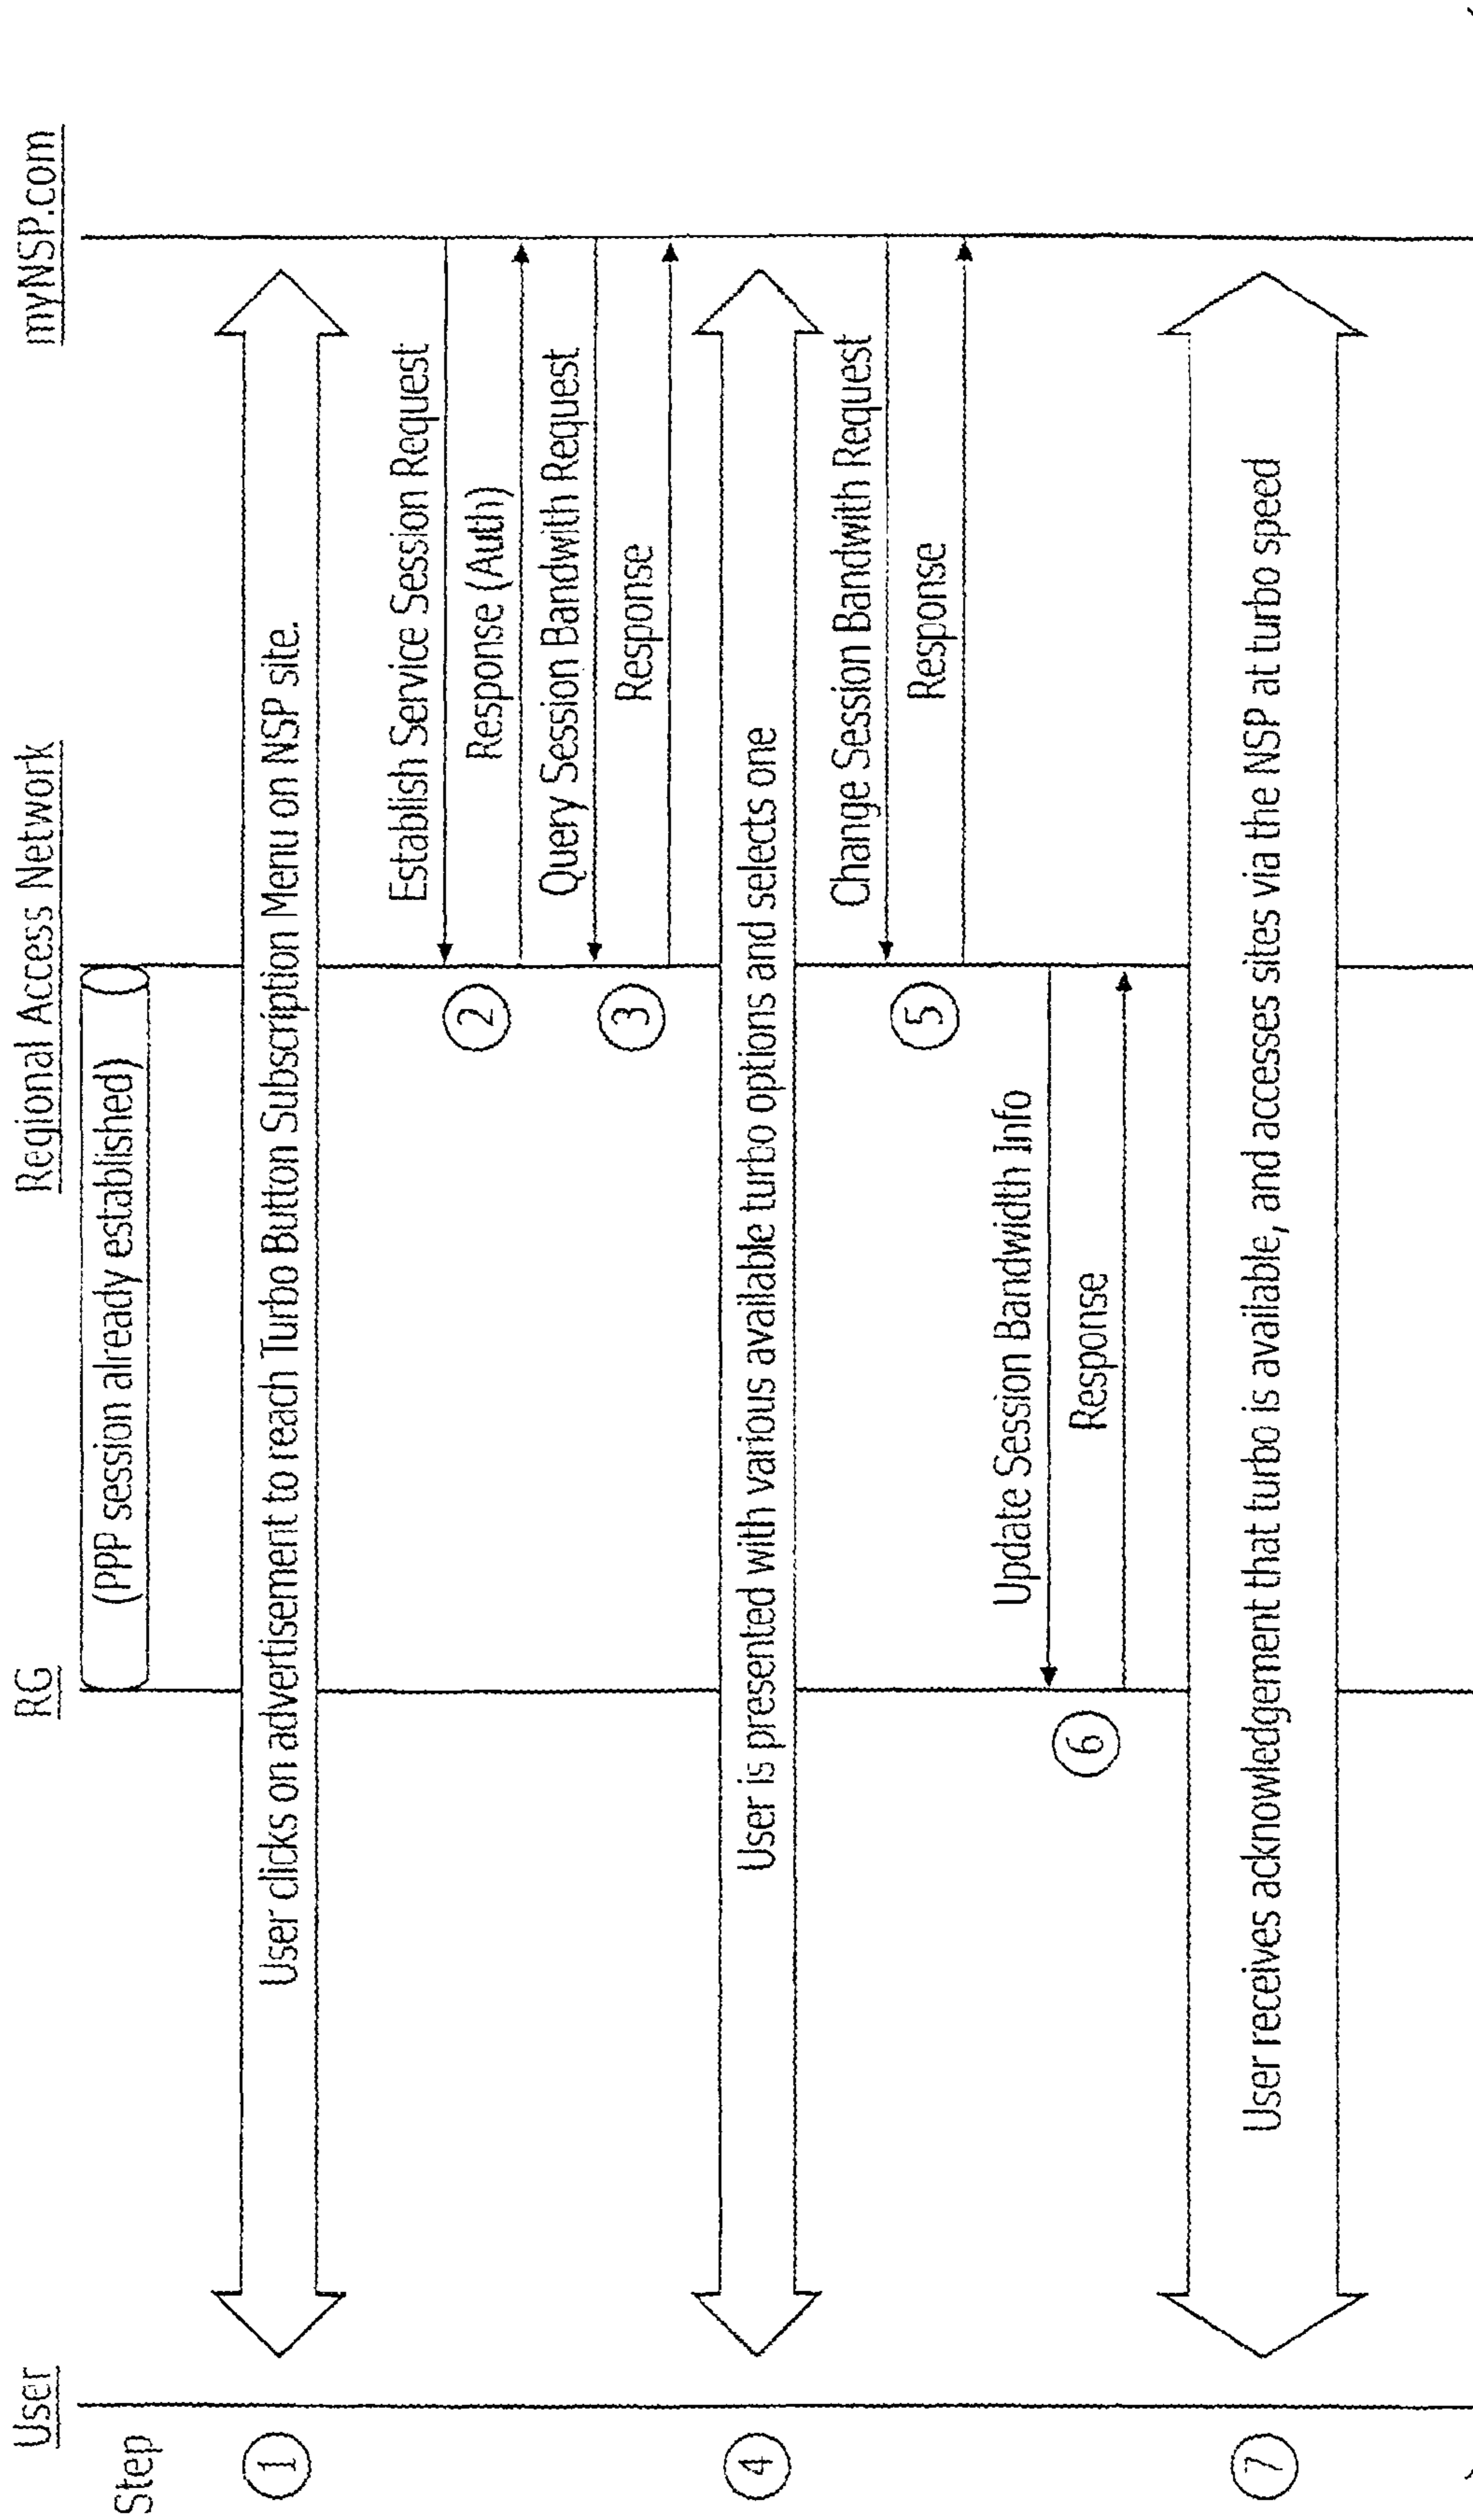 User
RG
Regional Access Network
myNSP.com
Step
(PPP session already established)
1
User clicks on advertisement to reach Turbo Button Subscription Menu on NSP site.
Establish Service Session Request
2
Response (Auth)
Query Session Bandwith Request
3
Response
4
User is presented with various available turbo options and selects one
Change Session Bandwith Request
5
Response
Update Session Bandwidth Info
6
Response
7
User receives acknowledgement that turbo is available, and accesses sites via the NSP at turbo speed